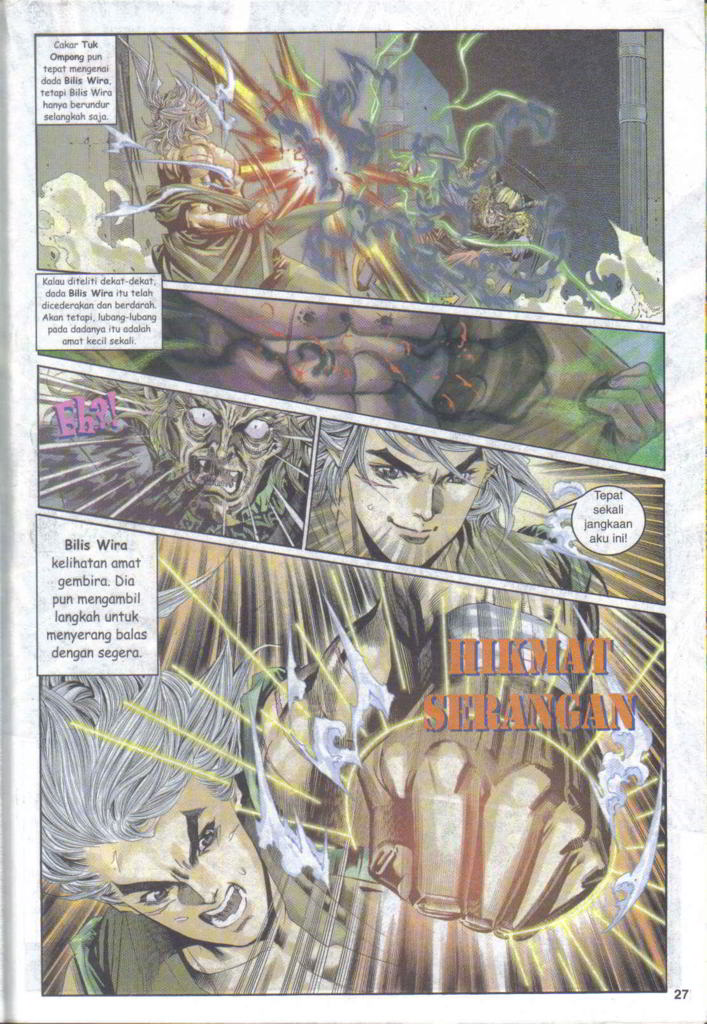 Cakar Tuk
Ompong pun
tepat mengenai
dada Bilis Wira,
tetapi Bilis Wira
hanya berundur
selangkah saja.
Kalau diteliti dekat-dekat,
dada Bilis Wira itu telah
dicederakan dan berdarah.
Akan tetapi, lubang-lubang
pada dadanya itu adalah
amat kecil sekali.
Eh?!
Tepat
sekali
jangkaan
aku ini!
Bilis Wira
kelihatan amat
gembira. Dia
pun mengambil
langkah untuk
menyerang balas
dengan segera.
HIKMAT
SERANGAN
27